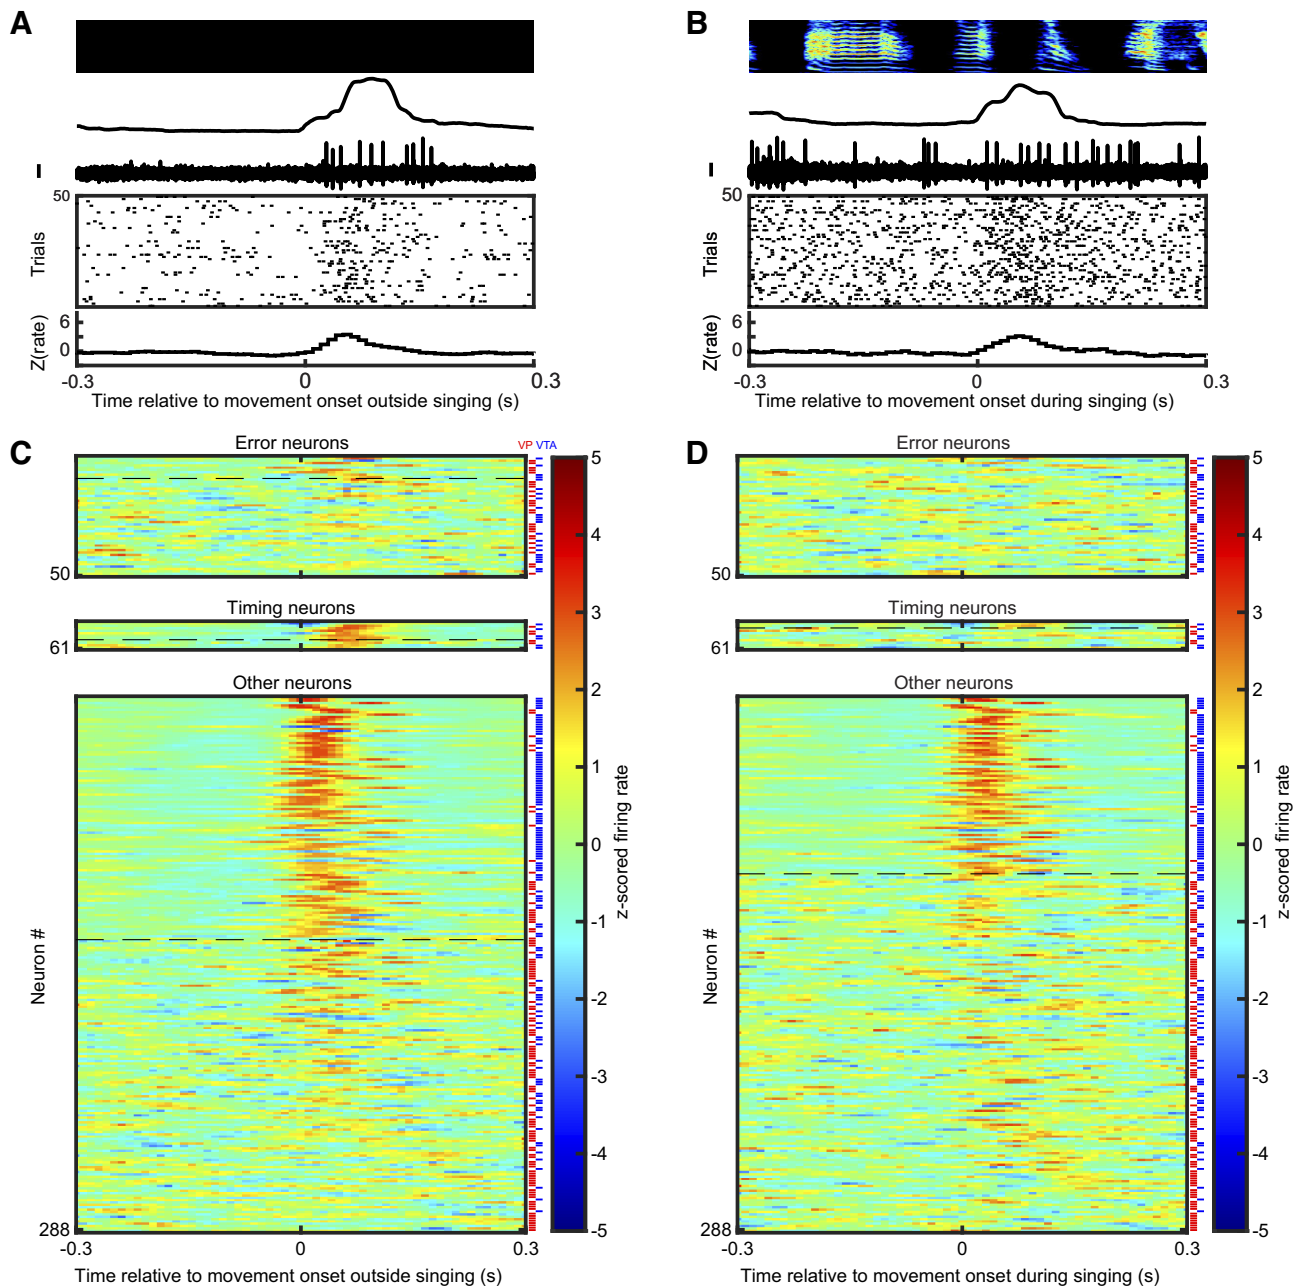 A
50
Trials
6
0
Z(rate)
-0.3 0 0.3
Time relative to movement onset outside singing (s)
B
50
Trials
6
0
Z(rate)
-0.3 0 0.3
Time relative to movement onset during singing (s)
C
Error neurons
VP VTA
50
Timing neurons
61
Other neurons
Neuron #
288
-0.3 0 0.3
Time relative to movement onset outside singing (s)
5
4
3
2
1
0
-1
-2
-3
-4
-5
z-scored firing rate
D
Error neurons
50
Timing neurons
61
Other neurons
Neuron #
288
-0.3 0 0.3
Time relative to movement onset during singing (s)
5
4
3
2
1
0
-1
-2
-3
-4
-5
z-scored firing rate